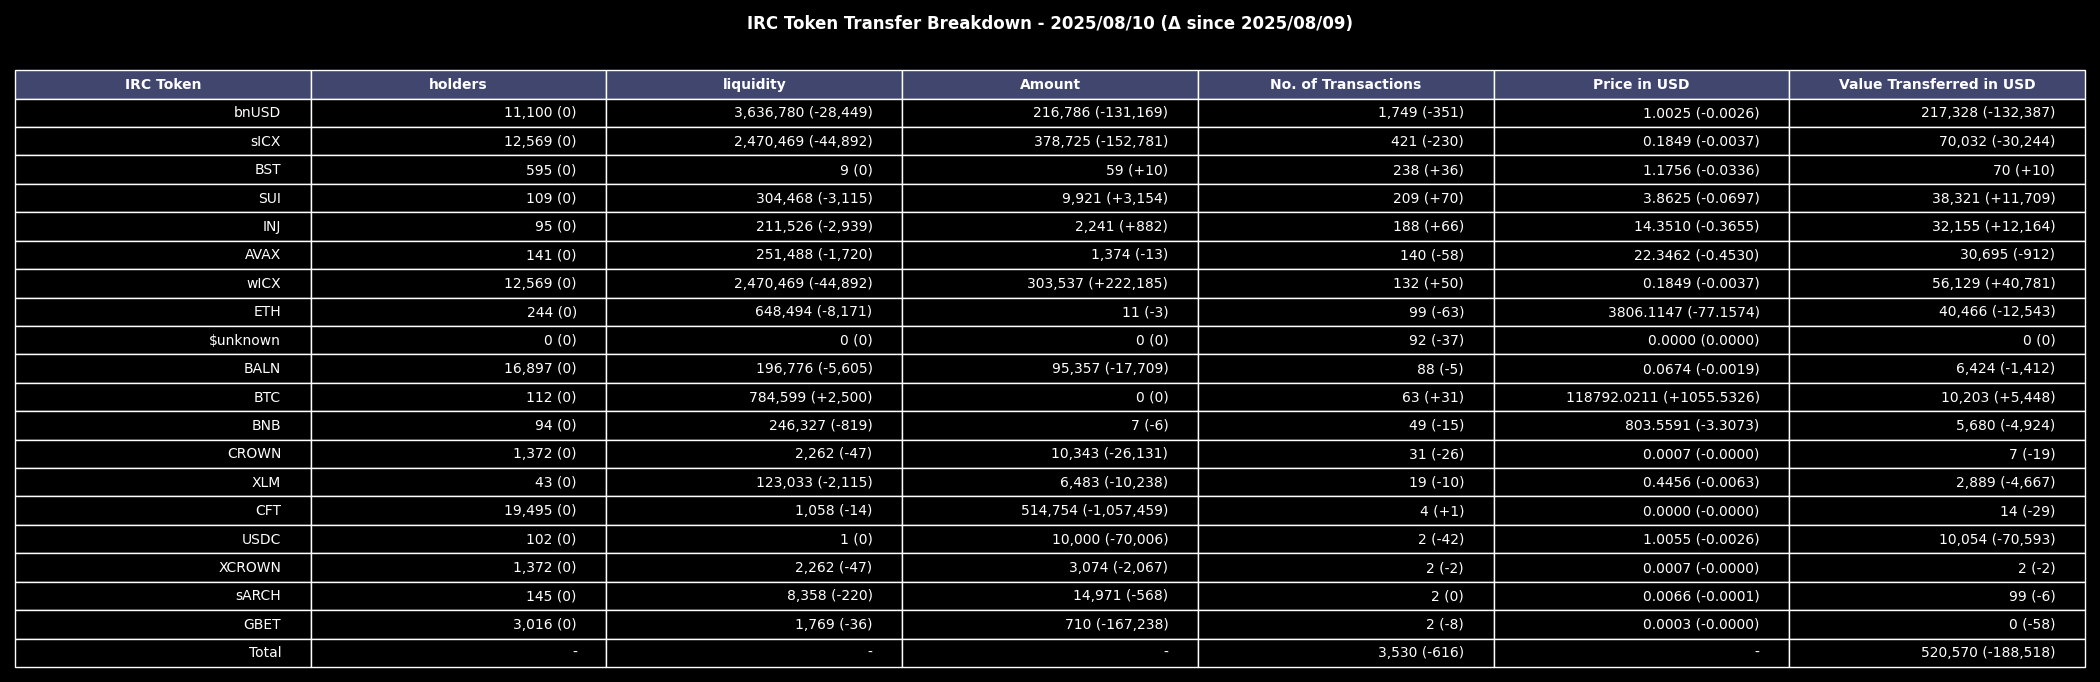 IRC Token Transfer Breakdown - 2025/08/10 (Δ since 2025/08/09)
IRC Token holders liquidity Amount No. of Transactions Price in USD Value Transferred in USD
bnUSD 11,100 (0) 3,636,780 (-28,449) 216,786 (-131,169) 1,749 (-351) 1.0025 (-0.0026) 217,328 (-132,387)
sICX 12,569 (0) 2,470,469 (-44,892) 378,725 (-152,781) 421 (-230) 0.1849 (-0.0037) 70,032 (-30,244)
BST 595 (0) 9 (0) 59 (+10) 238 (+36) 1.1756 (-0.0336) 70 (+10)
SUI 109 (0) 304,468 (-3,115) 9,921 (+3,154) 209 (+70) 3.8625 (-0.0697) 38,321 (+11,709)
INJ 95 (0) 211,526 (-2,939) 2,241 (+882) 188 (+66) 14.3510 (-0.3655) 32,155 (+12,164)
AVAX 141 (0) 251,488 (-1,720) 1,374 (-13) 140 (-58) 22.3462 (-0.4530) 30,695 (-912)
wICX 12,569 (0) 2,470,469 (-44,892) 303,537 (+222,185) 132 (+50) 0.1849 (-0.0037) 56,129 (+40,781)
ETH 244 (0) 648,494 (-8,171) 11 (-3) 99 (-63) 3806.1147 (-77.1574) 40,466 (-12,543)
$unknown 0 (0) 0 (0) 0 (0) 92 (-37) 0.0000 (0.0000) 0 (0)
BALN 16,897 (0) 196,776 (-5,605) 95,357 (-17,709) 88 (-5) 0.0674 (-0.0019) 6,424 (-1,412)
BTC 112 (0) 784,599 (+2,500) 0 (0) 63 (+31) 118792.0211 (+1055.5326) 10,203 (+5,448)
BNB 94 (0) 246,327 (-819) 7 (-6) 49 (-15) 803.5591 (-3.3073) 5,680 (-4,924)
CROWN 1,372 (0) 2,262 (-47) 10,343 (-26,131) 31 (-26) 0.0007 (-0.0000) 7 (-19)
XLM 43 (0) 123,033 (-2,115) 6,483 (-10,238) 19 (-10) 0.4456 (-0.0063) 2,889 (-4,667)
CFT 19,495 (0) 1,058 (-14) 514,754 (-1,057,459) 4 (+1) 0.0000 (-0.0000) 14 (-29)
USDC 102 (0) 1 (0) 10,000 (-70,006) 2 (-42) 1.0055 (-0.0026) 10,054 (-70,593)
XCROWN 1,372 (0) 2,262 (-47) 3,074 (-2,067) 2 (-2) 0.0007 (-0.0000) 2 (-2)
sARCH 145 (0) 8,358 (-220) 14,971 (-568) 2 (0) 0.0066 (-0.0001) 99 (-6)
GBET 3,016 (0) 1,769 (-36) 710 (-167,238) 2 (-8) 0.0003 (-0.0000) 0 (-58)
Total - - - 3,530 (-616) - 520,570 (-188,518)